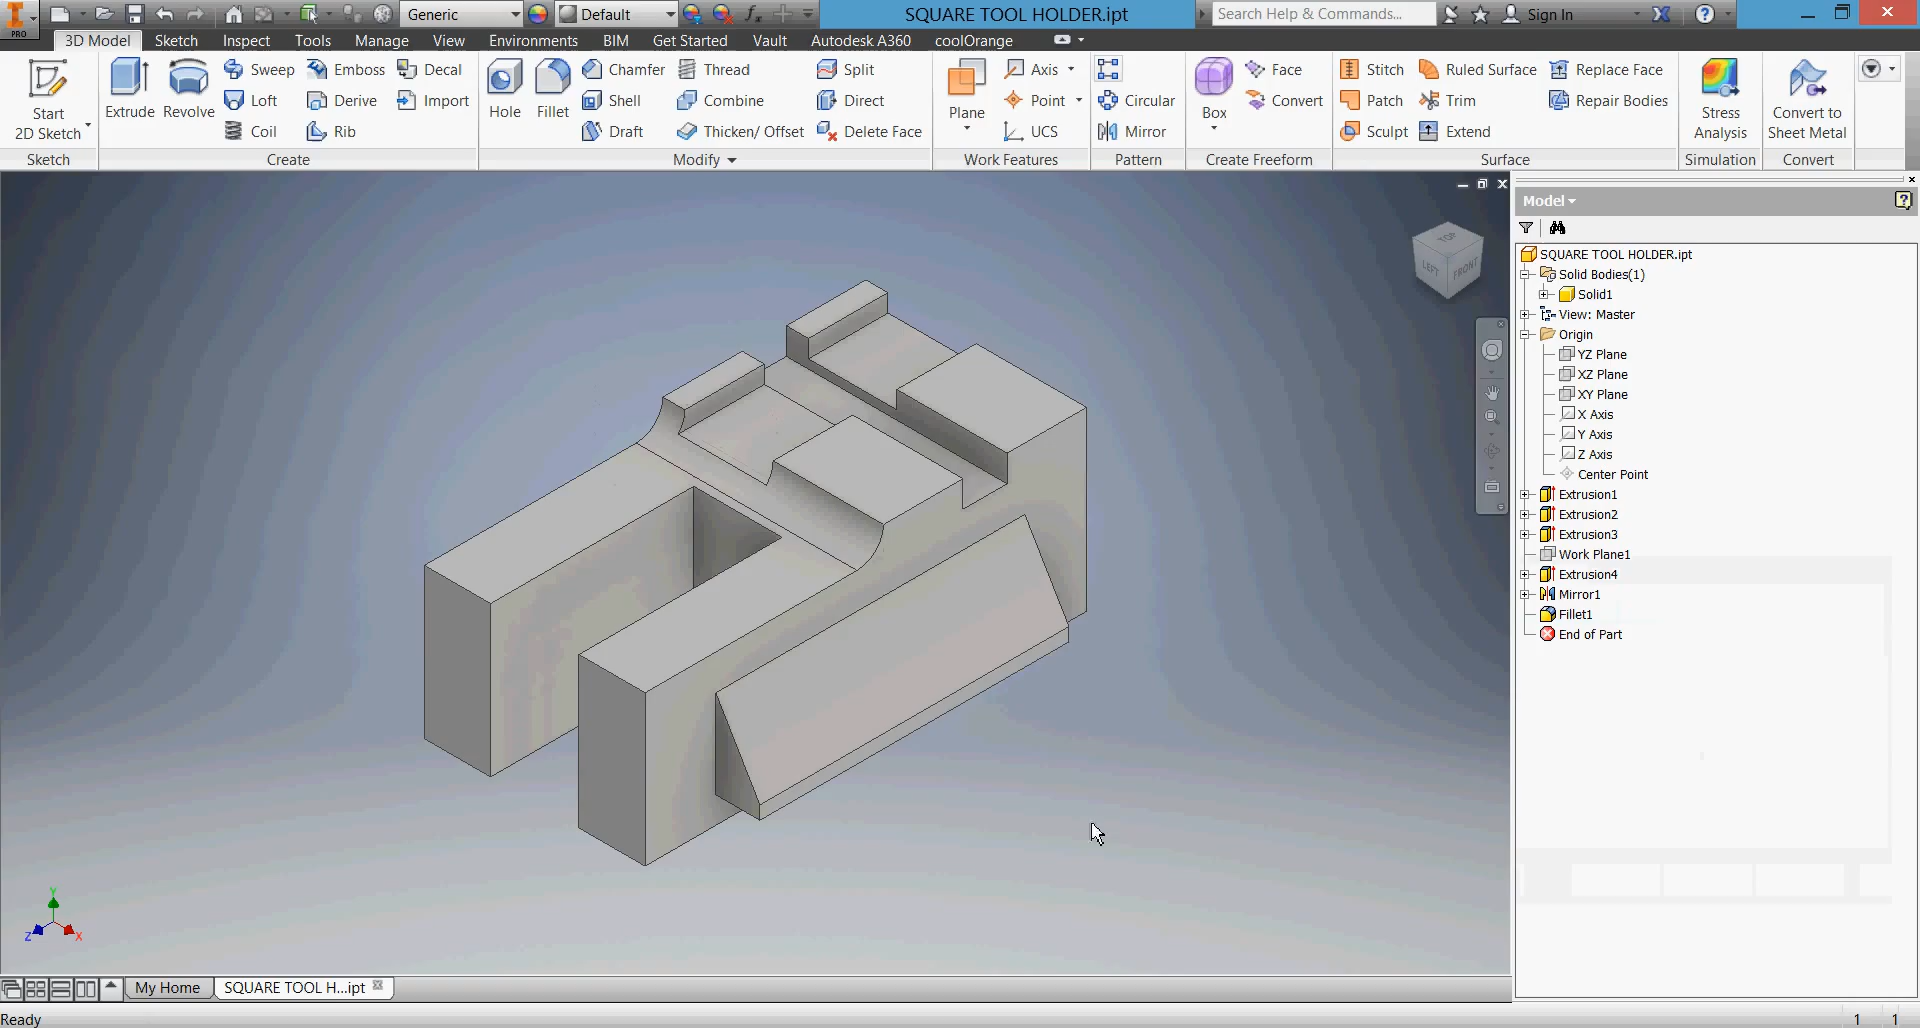 PRO
Generic
Default
SQUARE TOOL HOLDER.ipt
Search Help & Commands...
Sign In
3D Model Sketch Inspect Tools Manage View Environments BIM Get Started Vault Autodesk A360 coolOrange
Start
2D Sketch
Sketch
Extrude Revolve
Sweep Emboss Decal
Loft Derive Import
Coil Rib
Create
Hole Fillet
Chamfer Thread Split
Shell Combine Direct
Draft Thicken/ Offset Delete Face
Modify
Plane
Axis
Point
UCS
Work Features
Circular
Mirror
Pattern
Box
Face
Convert
Create Freeform
Stitch Ruled Surface Replace Face
Patch Trim Repair Bodies
Sculpt Extend
Surface
Stress
Analysis
Simulation
Convert to
Sheet Metal
Convert
TOP
LEFT FRONT
Model
SQUARE TOOL HOLDER.ipt
Solid Bodies(1)
Solid1
View: Master
Origin
YZ Plane
XZ Plane
XY Plane
X Axis
Y Axis
Z Axis
Center Point
Extrusion1
Extrusion2
Extrusion3
Work Plane1
Extrusion4
Mirror1
Fillet1
End of Part
Y
Z X
My Home
SQUARE TOOL H...ipt
Ready
1 1